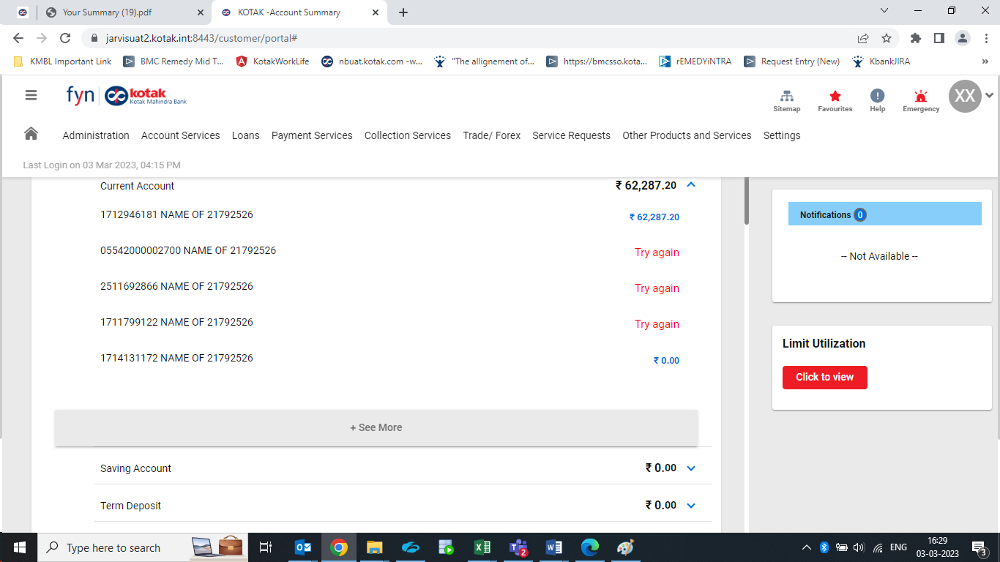 Your Summary (19).pdf
KOTAK -Account Summary
jarvisuat2.kotak.int:8443/customer/portal#
KMBL Important Link
BMC Remedy Mid T...
KotakWorkLife
nbuat.kotak.com -w...
"The allignement of...
https://bmcsso.kota...
rEMEDYiNTRA
Request Entry (New)
KbankJIRA
»
fyn
kotak
Kotak Mahindra Bank
Sitemap
Favourites
Help
Emergency
XX
Administration
Account Services
Loans
Payment Services
Collection Services
Trade/ Forex
Service Requests
Other Products and Services
Settings
Last Login on 03 Mar 2023, 04:15 PM
Current Account ₹ 62,287.20
1712946181 NAME OF 21792526 ₹ 62,287.20
05542000002700 NAME OF 21792526 Try again
2511692866 NAME OF 21792526 Try again
1711799122 NAME OF 21792526 Try again
1714131172 NAME OF 21792526 ₹ 0.00
+ See More
Saving Account ₹ 0.00
Term Deposit ₹ 0.00
Notifications 0
-- Not Available --
Limit Utilization
Click to view
Type here to search
2
ENG
16:29
03-03-2023
3